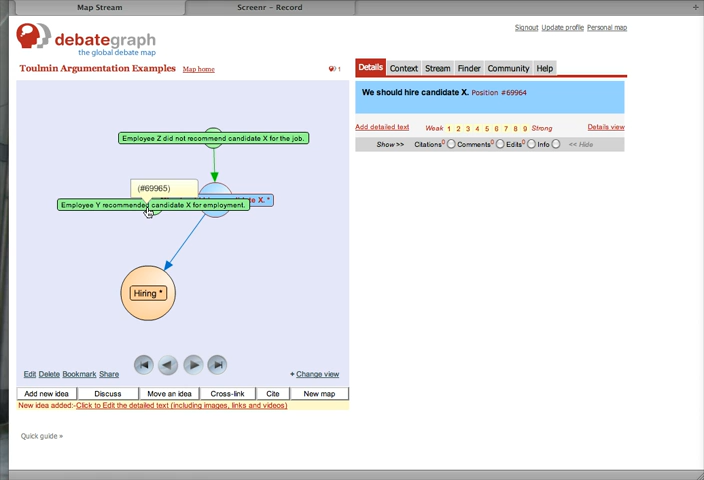 Map Stream
Screenr - Record
+
Signout Update profile Personal map
debategraph
the global debate map
Toulmin Argumentation Examples Map home
1
Details Context Stream Finder Community Help
We should hire candidate X. Position #69964
Add detailed text Weak 1 2 3 4 5 6 7 8 9 Strong Details view
Show >> Citations0 Comments0 Edits0 Info << Hide
Employee Z did not recommend candidate X for the job.
(#69965)
Employee Y recommended candidate X for employment.
X. *
Hiring *
Edit Delete Bookmark Share
+ Change view
Add new idea Discuss Move an idea Cross-link Cite New map
New idea added:-Click to Edit the detailed text (including images, links and videos)
Quick guide »